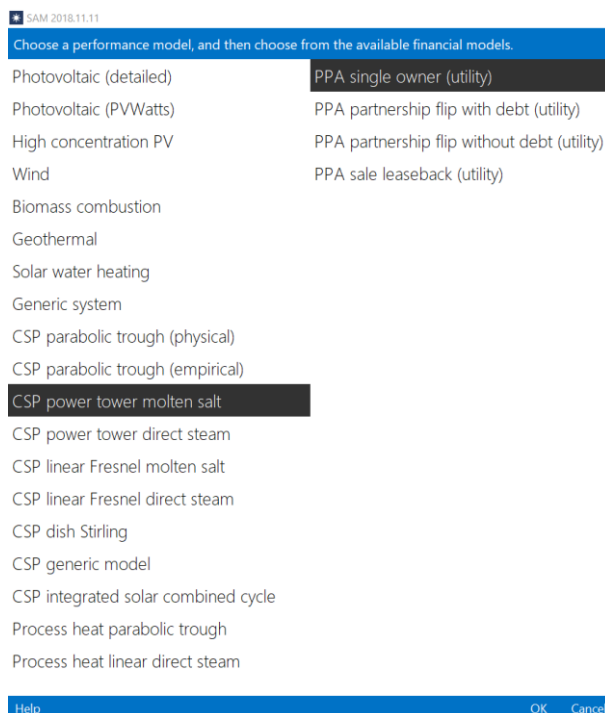 SAM 2018.11.11
Choose a performance model, and then choose from the available financial models.
Photovoltaic (detailed)
Photovoltaic (PVWatts)
High concentration PV
Wind
Biomass combustion
Geothermal
Solar water heating
Generic system
CSP parabolic trough (physical)
CSP parabolic trough (empirical)
CSP power tower molten salt
CSP power tower direct steam
CSP linear Fresnel molten salt
CSP linear Fresnel direct steam
CSP dish Stirling
CSP generic model
CSP integrated solar combined cycle
Process heat parabolic trough
Process heat linear direct steam
PPA single owner (utility)
PPA partnership flip with debt (utility)
PPA partnership flip without debt (utility)
PPA sale leaseback (utility)
Help
OK Cancel